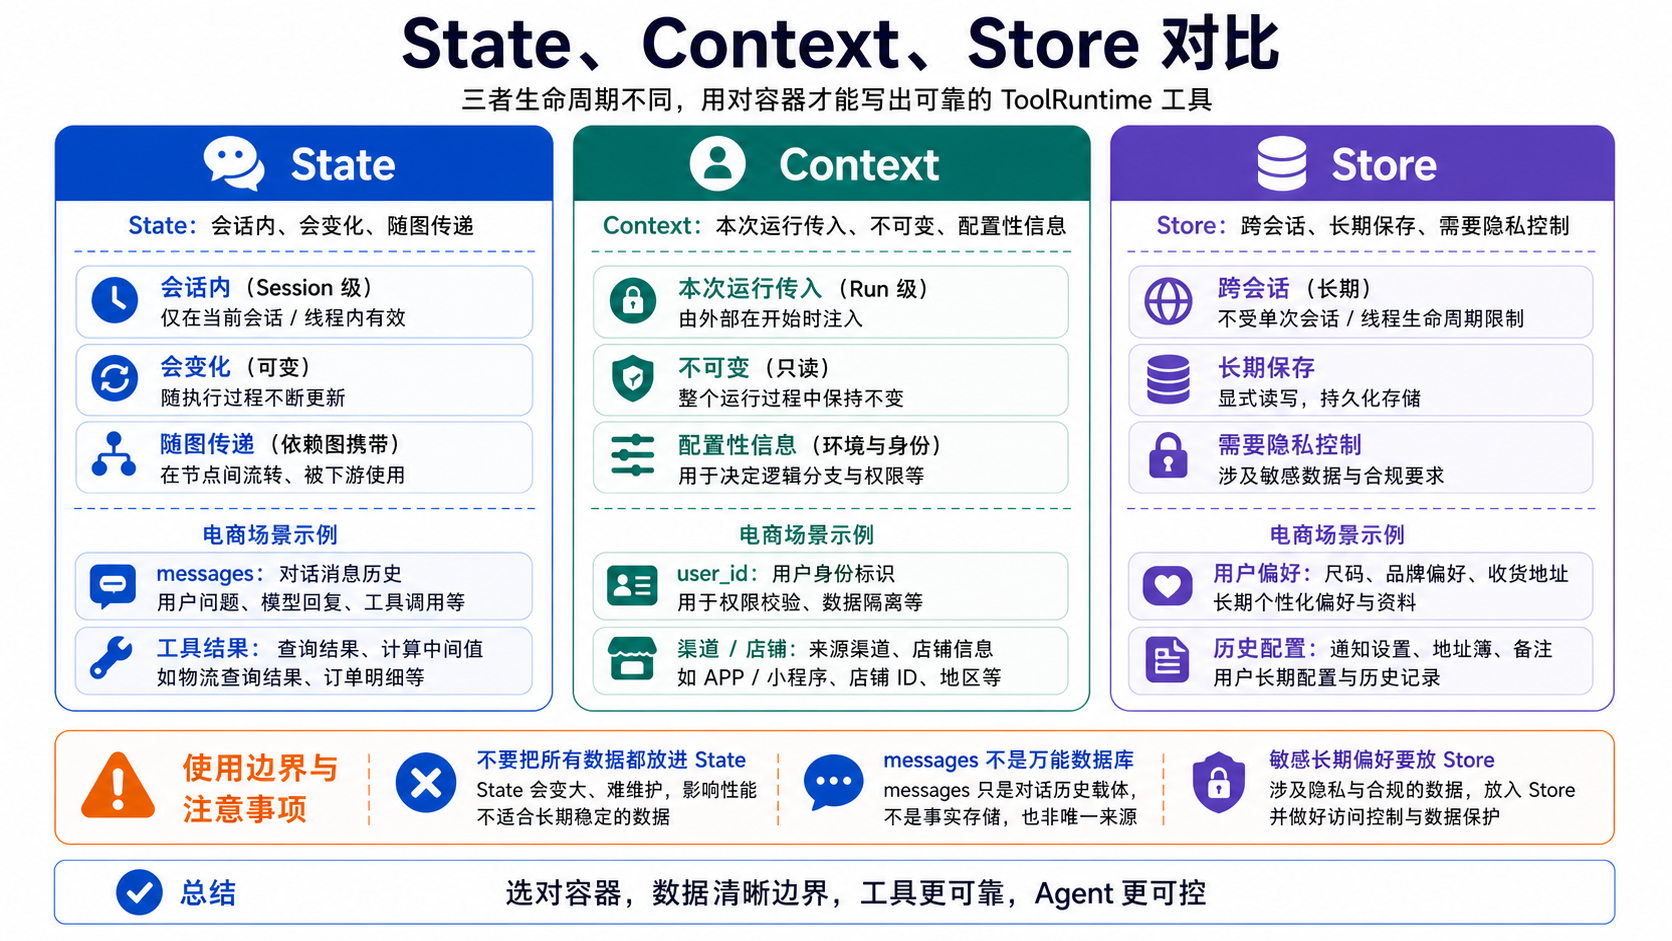 State、Context、Store 对比
三者生命周期不同，用对容器才能写出可靠的 ToolRuntime 工具
State
State：会话内、会变化、随图传递
会话内（Session 级）
仅在当前会话 / 线程内有效
会变化（可变）
随执行过程不断更新
随图传递（依赖图携带）
在节点间流转、被下游使用
电商场景示例
messages：对话消息历史
用户问题、模型回复、工具调用等
工具结果：查询结果、计算中间值
如物流查询结果、订单明细等
Context
Context：本次运行传入、不可变、配置性信息
本次运行传入（Run 级）
由外部在开始时注入
不可变（只读）
整个运行过程中保持不变
配置性信息（环境与身份）
用于决定逻辑分支与权限等
电商场景示例
user_id：用户身份标识
用于权限校验、数据隔离等
渠道 / 店铺：来源渠道、店铺信息
如 APP / 小程序、店铺 ID、地区等
Store
Store：跨会话、长期保存、需要隐私控制
跨会话（长期）
不受单次会话 / 线程生命周期限制
长期保存
显式读写，持久化存储
需要隐私控制
涉及敏感数据与合规要求
电商场景示例
用户偏好：尺码、品牌偏好、收货地址
长期个性化偏好与资料
历史配置：通知设置、地址簿、备注
用户长期配置与历史记录
使用边界与
注意事项
不要把所有数据都放进 State
State 会变大、难维护，影响性能
不适合长期稳定的数据
messages 不是万能数据库
messages 只是对话历史载体，
不是事实存储，也非唯一来源
敏感长期偏好要放 Store
涉及隐私与合规的数据，放入 Store
并做好访问控制与数据保护
总结
选对容器，数据清晰边界，工具更可靠，Agent 更可控